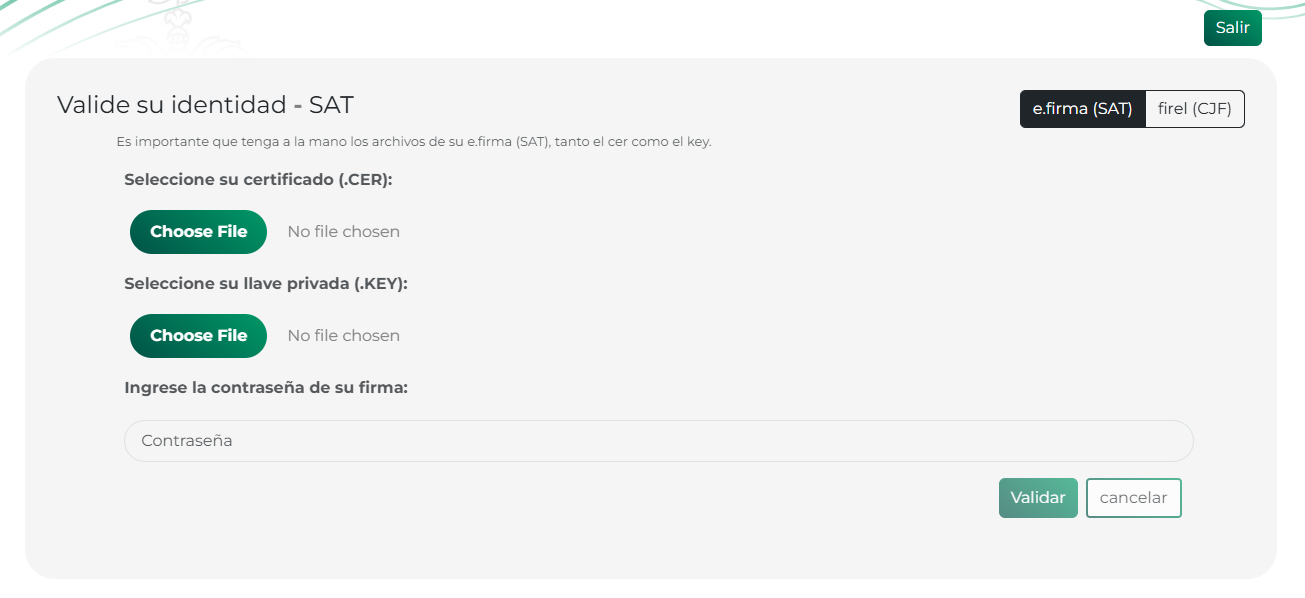 Salir
Valide su identidad - SAT
e.firma (SAT) firel (CJF)
Es importante que tenga a la mano los archivos de su e.firma (SAT), tanto el cer como el key.
Seleccione su certificado (.CER):
Choose File No file chosen
Seleccione su llave privada (.KEY):
Choose File No file chosen
Ingrese la contraseña de su firma:
Contraseña
Validar cancelar